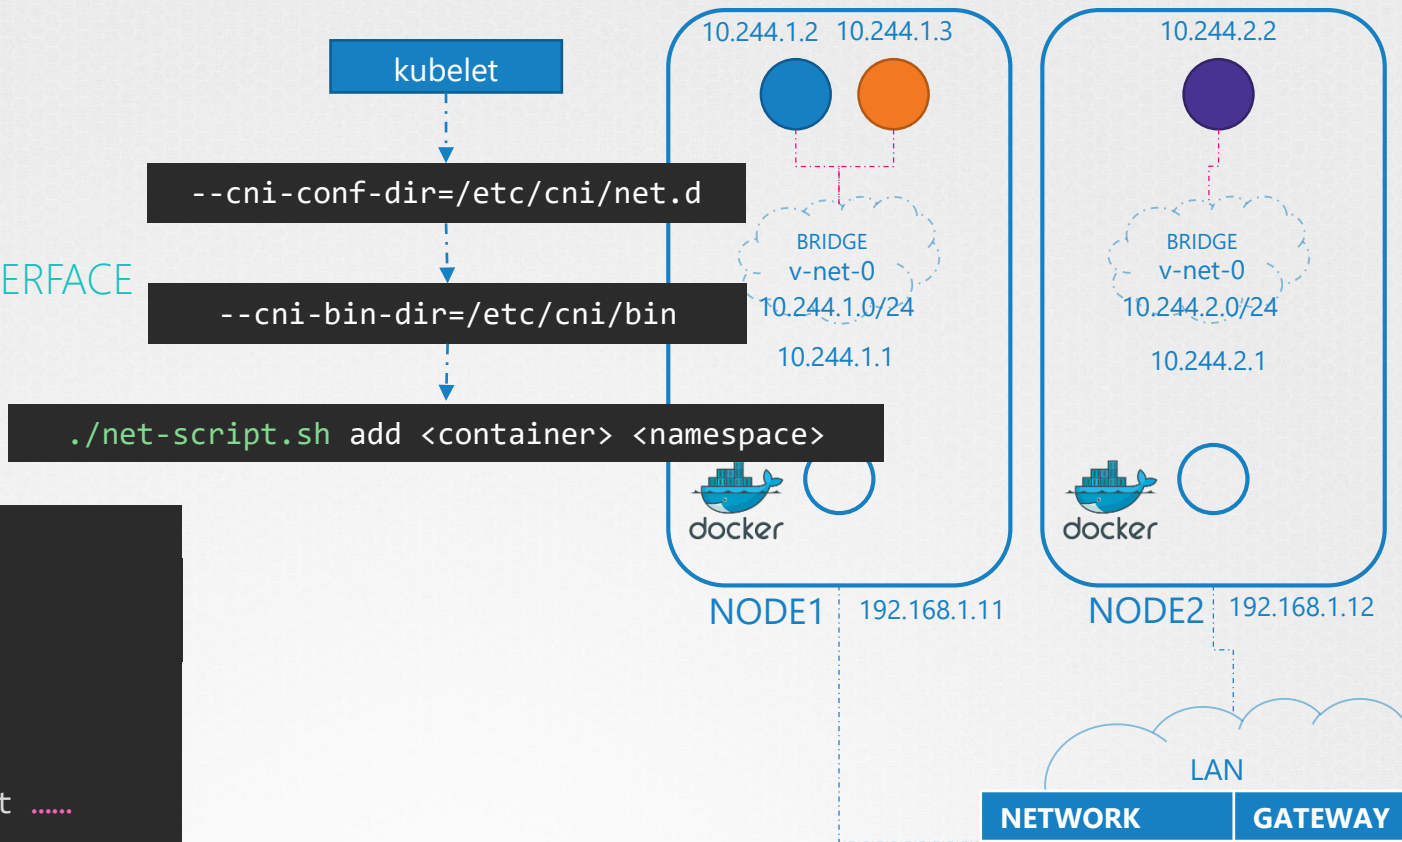 kubelet
--cni-conf-dir=/etc/cni/net.d
ERFACE
--cni-bin-dir=/etc/cni/bin
./net-script.sh add <container> <namespace>
t ……
10.244.1.2 10.244.1.3
BRIDGE
v-net-0
10.244.1.0/24
10.244.1.1
docker
NODE1 192.168.1.11
10.244.2.2
BRIDGE
v-net-0
10.244.2.0/24
10.244.2.1
docker
NODE2 192.168.1.12
LAN
NETWORK GATEWAY